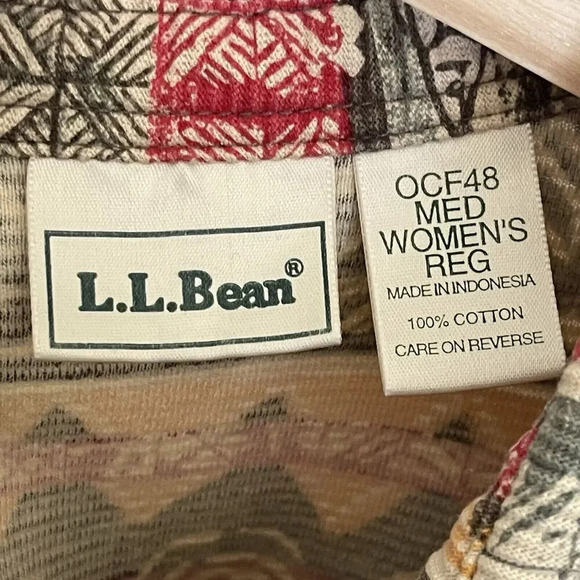 L.L.Bean®
OCF48
MED
WOMEN'S
REG
MADE IN INDONESIA
100% COTTON
CARE ON REVERSE